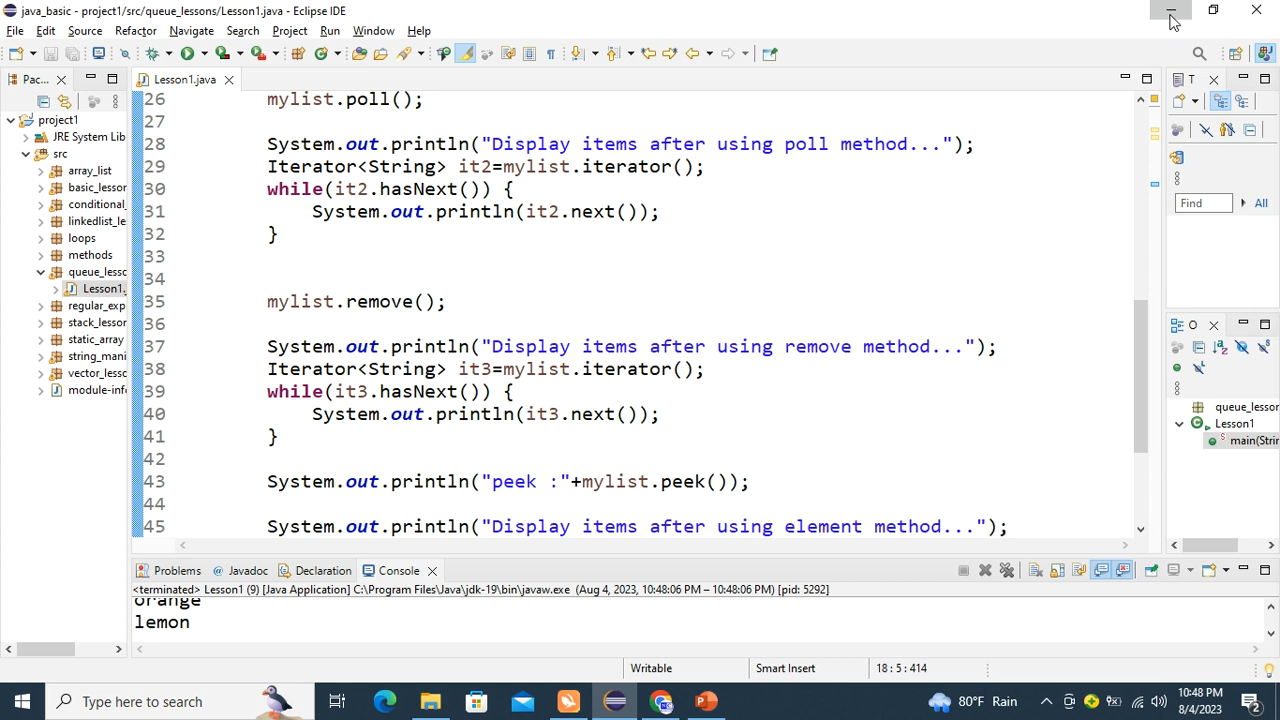 java_basic - project1/src/queue_lessons/Lesson1.java - Eclipse IDE
File Edit Source Refactor Navigate Search Project Run Window Help
Pac...
Lesson1.java
T
project1
JRE System Lib
src
array_list
basic_lesson
conditional_
linkedlist_le
loops
methods
queue_lesso
Lesson1.
regular_exp
stack_lesson
static_array
string_mani
vector_lesso
module-info
26 mylist.poll();
27
28 System.out.println("Display items after using poll method...");
29 Iterator<String> it2=mylist.iterator();
30 while(it2.hasNext()) {
31 System.out.println(it2.next());
32 }
33
34
35 mylist.remove();
36
37 System.out.println("Display items after using remove method...");
38 Iterator<String> it3=mylist.iterator();
39 while(it3.hasNext()) {
40 System.out.println(it3.next());
41 }
42
43 System.out.println("peek :"+mylist.peek());
44
45 System.out.println("Display items after using element method...");
Find All
O
queue_lesson
Lesson1
main(Strin
Problems @ Javadoc Declaration Console
<terminated> Lesson1 (9) [Java Application] C:\Program Files\Java\jdk-19\bin\javaw.exe (Aug 4, 2023, 10:48:06 PM – 10:48:06 PM) [pid: 5292]
orange
lemon
Writable Smart Insert 18 : 5 : 414
Type here to search
80°F Rain
10:48 PM
8/4/2023
2